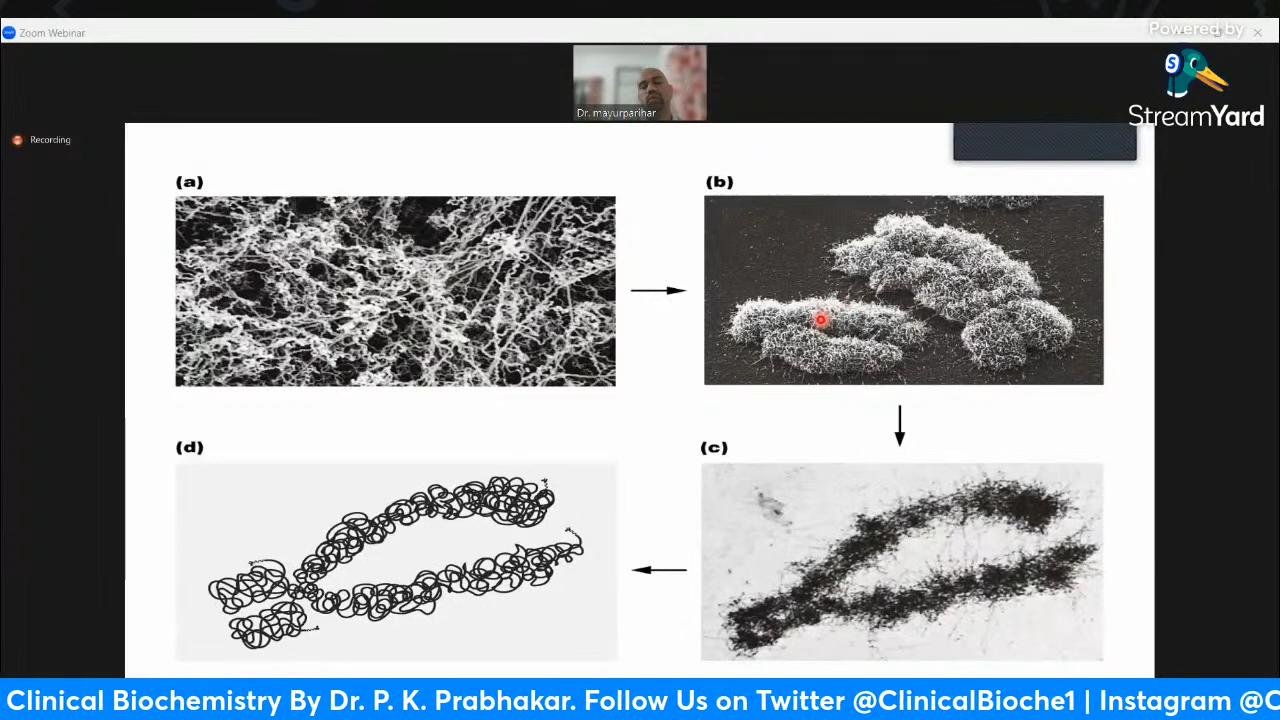 Zoom Webinar
Powered by
S
StreamYard
Dr. mayurparihar
Recording
(a)
(b)
(d)
(c)
Clinical Biochemistry By Dr. P. K. Prabhakar. Follow Us on Twitter @ClinicalBioche1 | Instagram @C